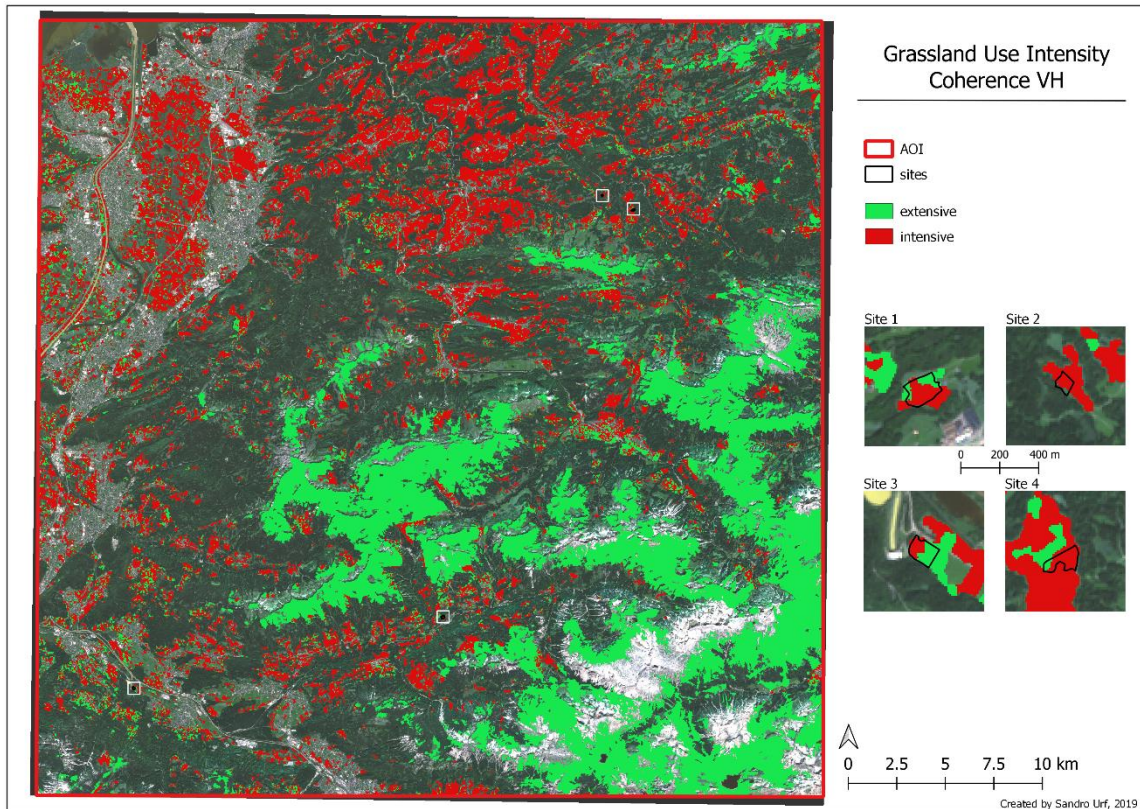 Grassland Use Intensity
Coherence VH
AOI
sites
extensive
intensive
Site 1
Site 2
0 200 400 m
Site 3
Site 4
0 2.5 5 7.5 10 km
Created by Sandro Urf, 2019